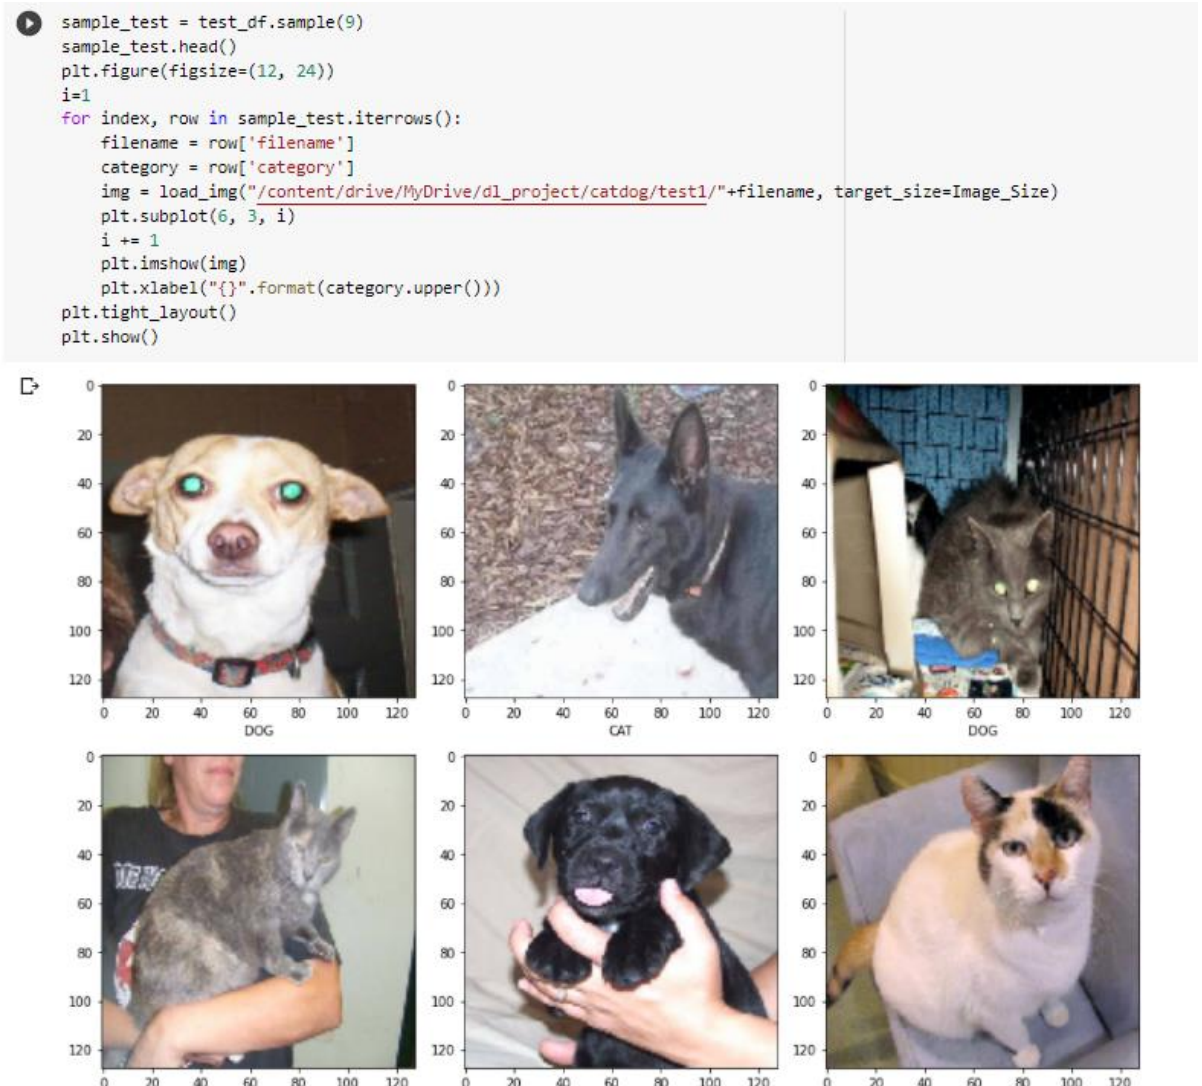 sample_test = test_df.sample(9)
sample_test.head()
plt.figure(figsize=(12, 24))
i=1
for index, row in sample_test.iterrows():
    filename = row['filename']
    category = row['category']
    img = load_img("/content/drive/MyDrive/dl_project/catdog/test1/"+filename, target_size=Image_Size)
    plt.subplot(6, 3, i)
    i += 1
    plt.imshow(img)
    plt.xlabel("{}".format(category.upper()))
plt.tight_layout()
plt.show()
0 0 0
20 20 20
40 40 40
60 60 60
80 80 80
100 100 100
120 120 120
0 20 40 60 80 100 120 0 20 40 60 80 100 120 0 20 40 60 80 100 120
DOG CAT DOG
0 0 0
20 20 20
40 40 40
60 60 60
80 80 80
100 100 100
120 120 120
0 20 40 60 80 100 120 0 20 40 60 80 100 120 0 20 40 60 80 100 120